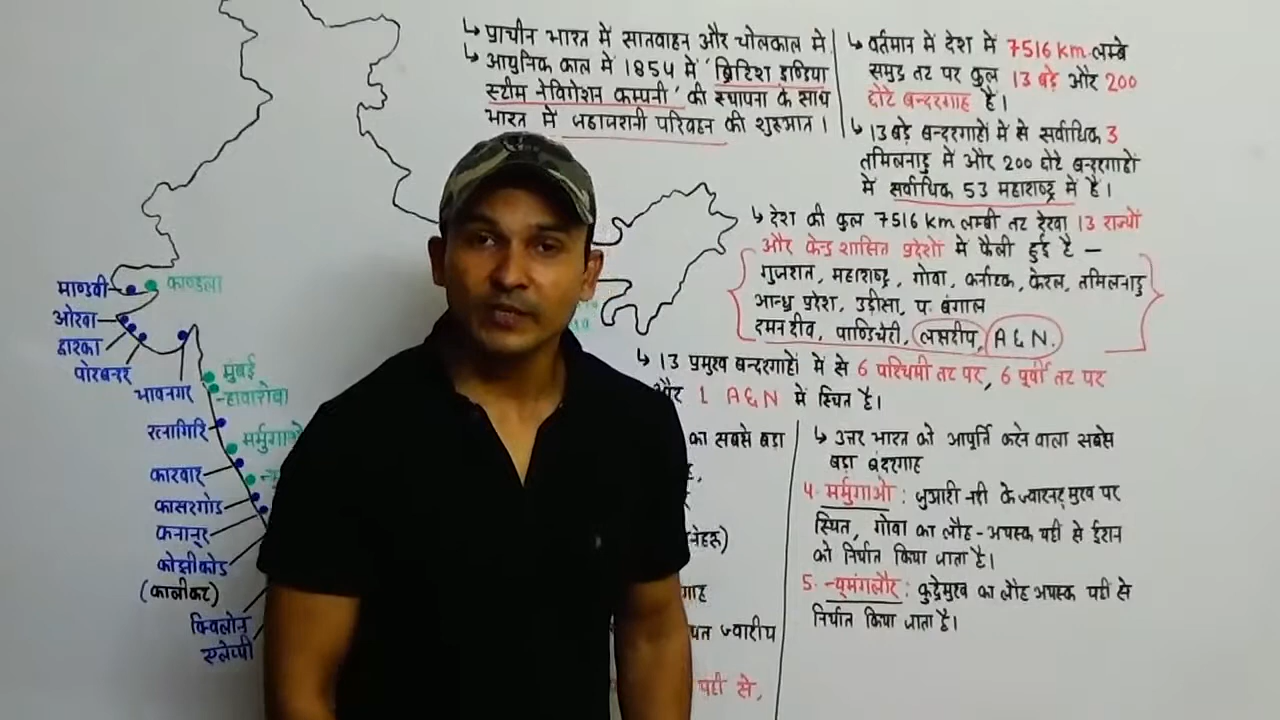 ↳ प्राचीन भारत में सातवाहन और चोलकाल में
↳ आधुनिक काल में 1854 में 'ब्रिटिश इण्डिया
स्टीम नेविगेशन कम्पनी' की स्थापना के साथ
भारत में जहाजरानी परिवहन की शुरुआत ।
↳ वर्तमान में देश में 7516 km लम्बे
समुद्र तट पर कुल 13 बड़े और 200
छोटे बन्दरगाह है।
↳ 13 बड़े बन्दरगाहों में से सर्वाधिक 3
तमिलनाडु में और 200 छोटे बन्दरगाहों
में सर्वाधिक 53 महाराष्ट्र में है।
↳ देश की कुल 7516 km लम्बी तट रेखा 13 राज्यों
और केन्द्र शासित प्रदेशों में फैली हुई है –
गुजरात, महाराष्ट्र, गोवा, कर्नाटक, केरल, तमिलनाडु
आन्ध्र प्रदेश, उड़ीसा, प. बंगाल
दमन दीव, पाण्डिचेरी, लक्षदीप, A & N.
↳ 13 प्रमुख बन्दरगाहों में से 6 पश्चिमी तट पर, 6 पूर्वी तट पर
और 1 A & N में स्थित है।
माण्डवी
काण्डला
ओखा
द्वारका
पोरबन्दर
भावनगर
मुंबई
न्हावाशेवा
रत्नागिरि
मर्मुगाओ
कारवार
कासरगोड
कनानूर
कोझीकोड
(कालीकट)
क्विलोन
एलेप्पी
का सबसे बड़ा
नेहरू)
गाह
ज्वारीय
यही से,
↳ उत्तर भारत को आपूर्ति करने वाला सबसे
बड़ा बंदरगाह
4. मर्मुगाओ : जुआरी नदी के ज्वारनद् मुख पर
स्थित, गोवा का लौह-अयस्क यही से ईरान
को निर्यात किया जाता है।
5. न्यूमंगलौर : कुद्रेमुख का लौह अयस्क यही से
निर्यात किया जाता है।